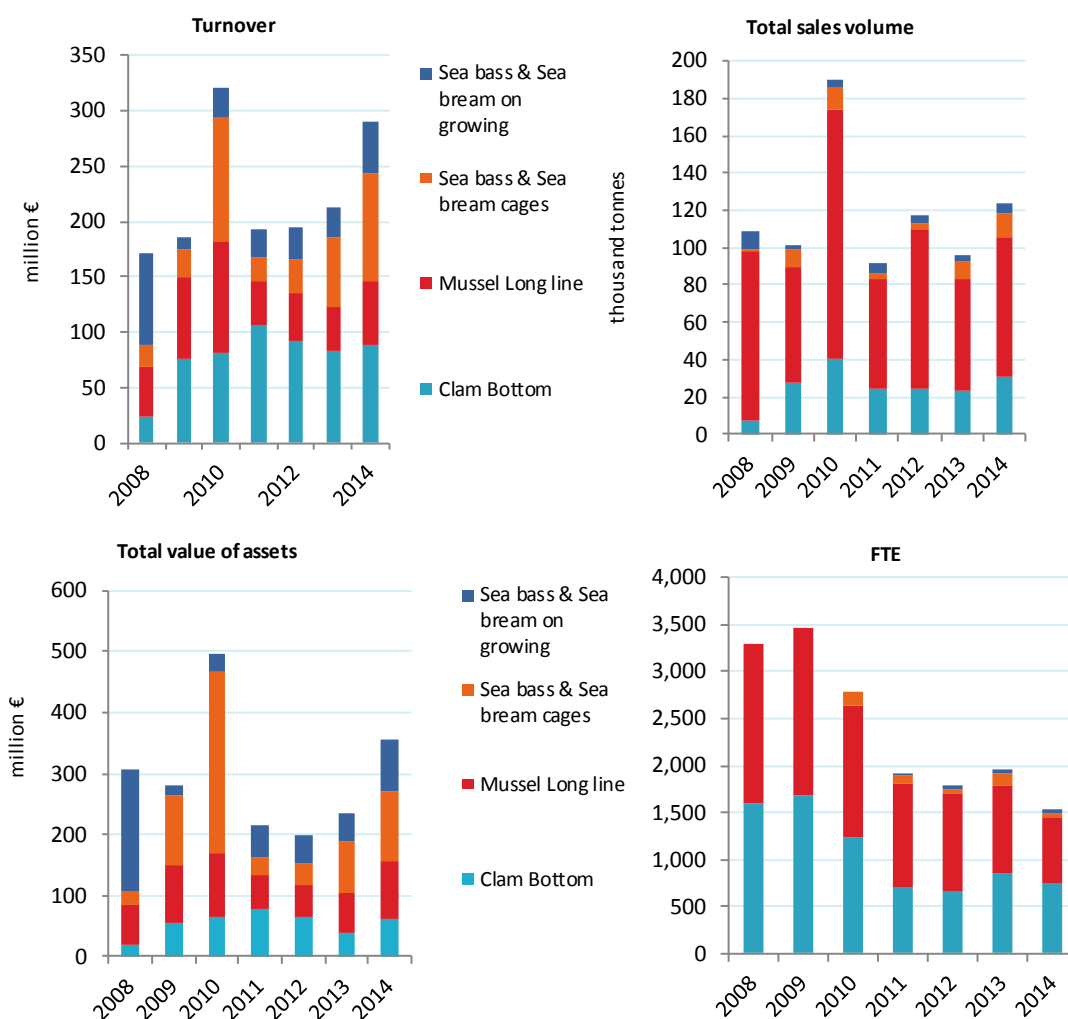 Turnover
350
300
250
200
150
100
50
0
million €
2008
2010
2012
2014
Sea bass & Sea
bream on
growing
Sea bass & Sea
bream cages
Mussel Long line
Clam Bottom
Total sales volume
200
180
160
140
120
100
80
60
40
20
0
thousand tonnes
2008
2009
2010
2011
2012
2013
2014
Total value of assets
600
500
400
300
200
100
0
million €
2008
2009
2010
2011
2012
2013
2014
Sea bass & Sea
bream on
growing
Sea bass & Sea
bream cages
Mussel Long line
Clam Bottom
FTE
4,000
3,500
3,000
2,500
2,000
1,500
1,000
500
0
2008
2009
2010
2011
2012
2013
2014